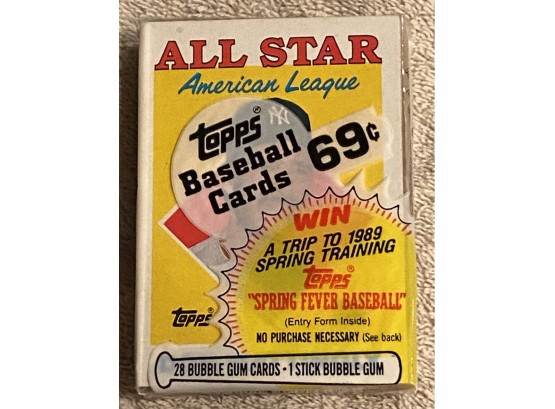 ALL STAR
American League
NY
Topps®
Baseball
Cards 69¢
WIN
A TRIP TO 1989
SPRING TRAINING
Topps®
"SPRING FEVER BASEBALL"
(Entry Form Inside)
NO PURCHASE NECESSARY (See back)
Topps®
28 BUBBLE GUM CARDS • 1 STICK BUBBLE GUM